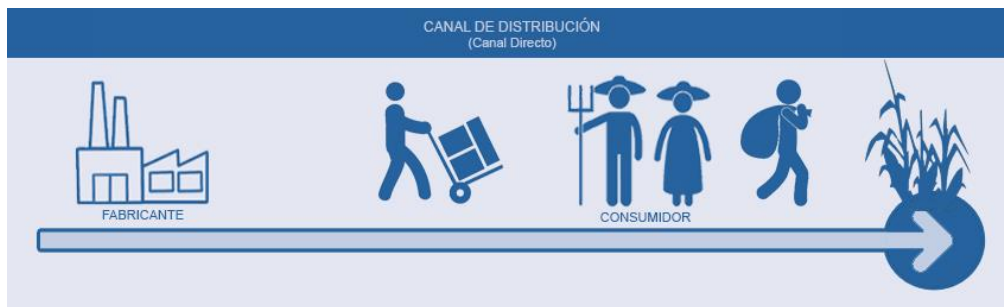 CANAL DE DISTRIBUCIÓN
(Canal Directo)
FABRICANTE
CONSUMIDOR